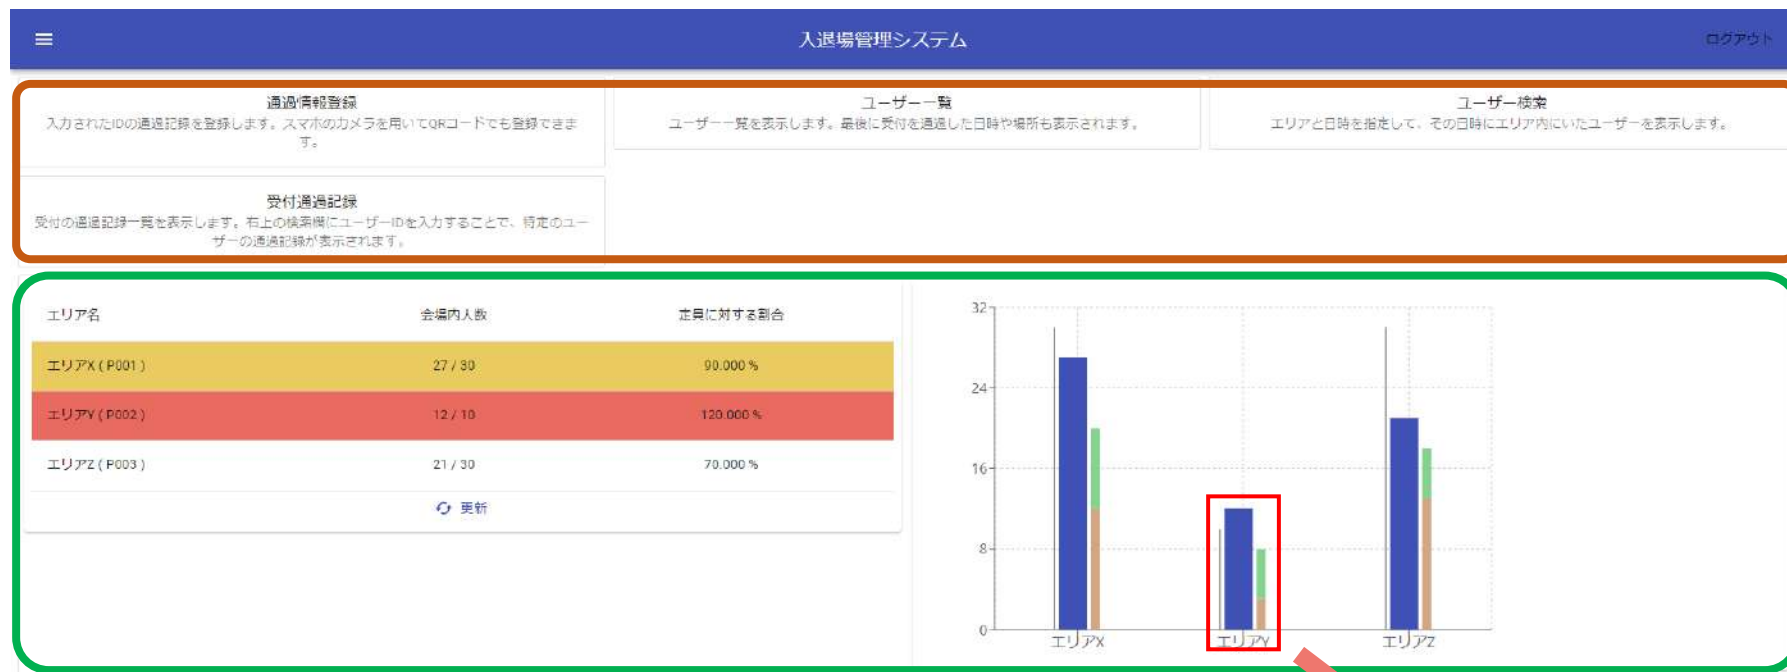 入退場管理システム
ログアウト
通過情報登録
入力されたIDの通過記録を登録します。スマホのカメラを用いてQRコードでも登録できま
す。
ユーザー一覧
ユーザー一覧を表示します。最後に受付を通過した日時や場所も表示されます。
ユーザー検索
エリアと日時を指定して、その日時にエリア内にいたユーザーを表示します。
受付通過記録
受付の通過記録一覧を表示します。右上の検索欄にユーザーIDを入力することで、特定のユー
ザーの通過記録が表示されます。
エリア名 会場内人数 定員に対する割合
エリアX ( P001 ) 27 / 30 90.000 %
エリアY ( P002 ) 12 / 10 120.000 %
エリアZ ( P003 ) 21 / 30 70.000 %
更新
32
24
16
8
0
エリアX エリアY エリアZ